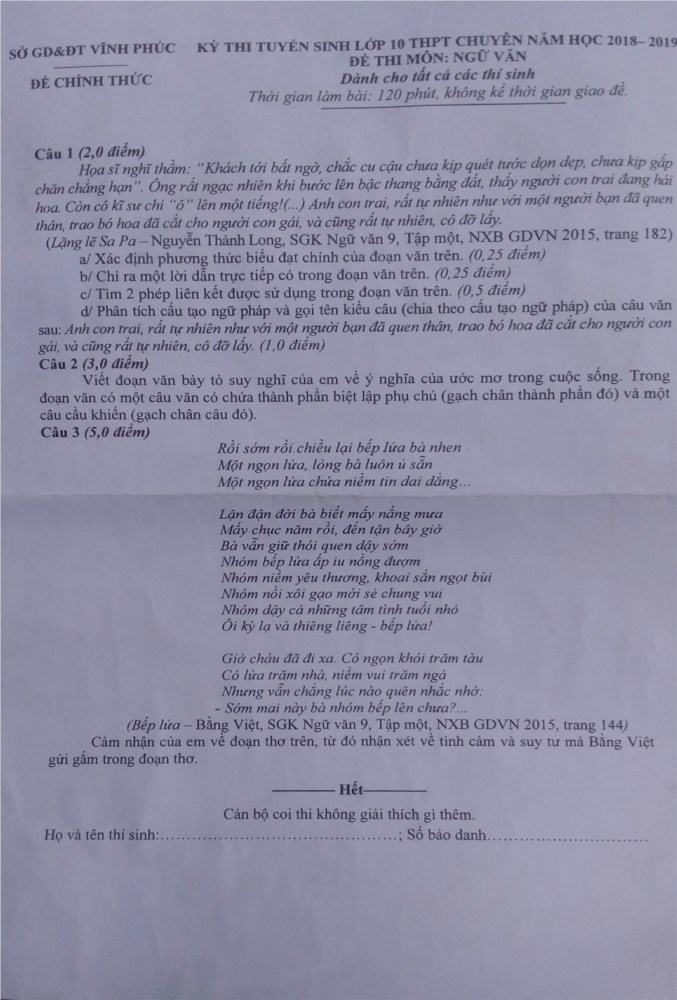 SỞ GD&ĐT VĨNH PHÚC
KỲ THI TUYỂN SINH LỚP 10 THPT CHUYÊN NĂM HỌC 2018– 2019
ĐỀ THI MÔN: NGỮ VĂN
ĐỀ CHÍNH THỨC
Dành cho tất cả các thí sinh
Thời gian làm bài: 120 phút, không kể thời gian giao đề.
Câu 1 (2,0 điểm)
Họa sĩ nghĩ thầm: “Khách tới bất ngờ, chắc cu cậu chưa kịp quét tước dọn dẹp, chưa kịp gấp
chăn chẳng hạn”. Ông rất ngạc nhiên khi bước lên bậc thang bằng đất, thấy người con trai đang hái
hoa. Còn cô kĩ sư chỉ “ô” lên một tiếng!(...) Anh con trai, rất tự nhiên như với một người bạn đã quen
thân, trao bó hoa đã cắt cho người con gái, và cũng rất tự nhiên, cô đỡ lấy.
(Lặng lẽ Sa Pa – Nguyễn Thành Long, SGK Ngữ văn 9, Tập một, NXB GDVN 2015, trang 182)
a/ Xác định phương thức biểu đạt chính của đoạn văn trên. (0,25 điểm)
b/ Chỉ ra một lời dẫn trực tiếp có trong đoạn văn trên. (0,25 điểm)
c/ Tìm 2 phép liên kết được sử dụng trong đoạn văn trên. (0,5 điểm)
d/ Phân tích cấu tạo ngữ pháp và gọi tên kiểu câu (chia theo cấu tạo ngữ pháp) của câu văn
sau: Anh con trai, rất tự nhiên như với một người bạn đã quen thân, trao bó hoa đã cắt cho người con
gái, và cũng rất tự nhiên, cô đỡ lấy. (1,0 điểm)
Câu 2 (3,0 điểm)
Viết đoạn văn bày tỏ suy nghĩ của em về ý nghĩa của ước mơ trong cuộc sống. Trong
đoạn văn có một câu văn có chứa thành phần biệt lập phụ chú (gạch chân thành phần đó) và một
câu cầu khiến (gạch chân câu đó).
Câu 3 (5,0 điểm)
Rồi sớm rồi chiều lại bếp lửa bà nhen
Một ngọn lửa, lòng bà luôn ủ sẵn
Một ngọn lửa chứa niềm tin dai dẳng...
Lận đận đời bà biết mấy nắng mưa
Mấy chục năm rồi, đến tận bây giờ
Bà vẫn giữ thói quen dậy sớm
Nhóm bếp lửa ấp iu nồng đượm
Nhóm niềm yêu thương, khoai sắn ngọt bùi
Nhóm nồi xôi gạo mới sẻ chung vui
Nhóm dậy cả những tâm tình tuổi nhỏ
Ôi kỳ lạ và thiêng liêng - bếp lửa!
Giờ cháu đã đi xa. Có ngọn khói trăm tàu
Có lửa trăm nhà, niềm vui trăm ngả
Nhưng vẫn chẳng lúc nào quên nhắc nhở:
- Sớm mai này bà nhóm bếp lên chưa?...
(Bếp lửa – Bằng Việt, SGK Ngữ văn 9, Tập một, NXB GDVN 2015, trang 144)
Cảm nhận của em về đoạn thơ trên, từ đó nhận xét về tình cảm và suy tư mà Bằng Việt
gửi gắm trong đoạn thơ.
———— Hết————
Cán bộ coi thi không giải thích gì thêm.
Họ và tên thí sinh:..........................................; Số báo danh.............................